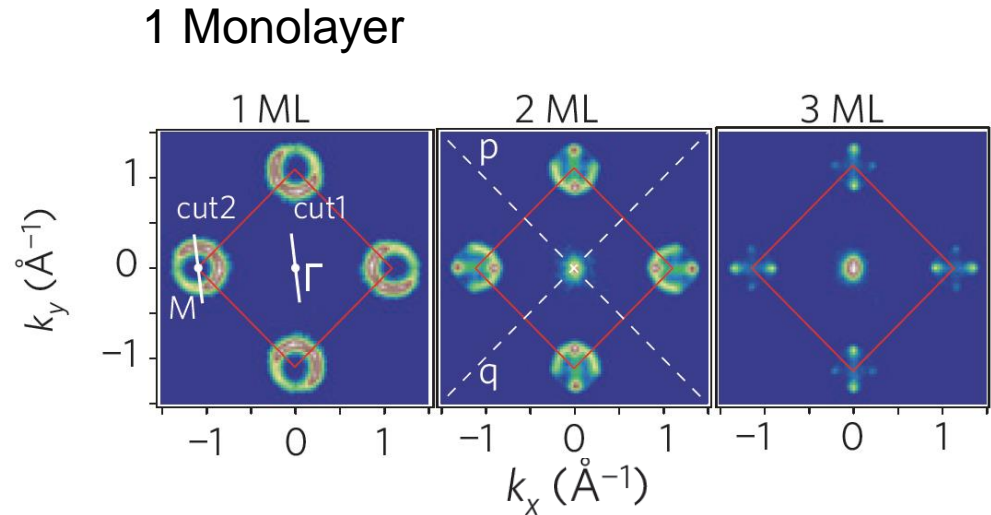 1 Monolayer
1 ML 2 ML 3 ML
1
0
−1
k_y (Å⁻¹)
cut2 cut1
Γ
M
p
q
−1 0 1 −1 0 1 −1 0 1
k_x (Å⁻¹)